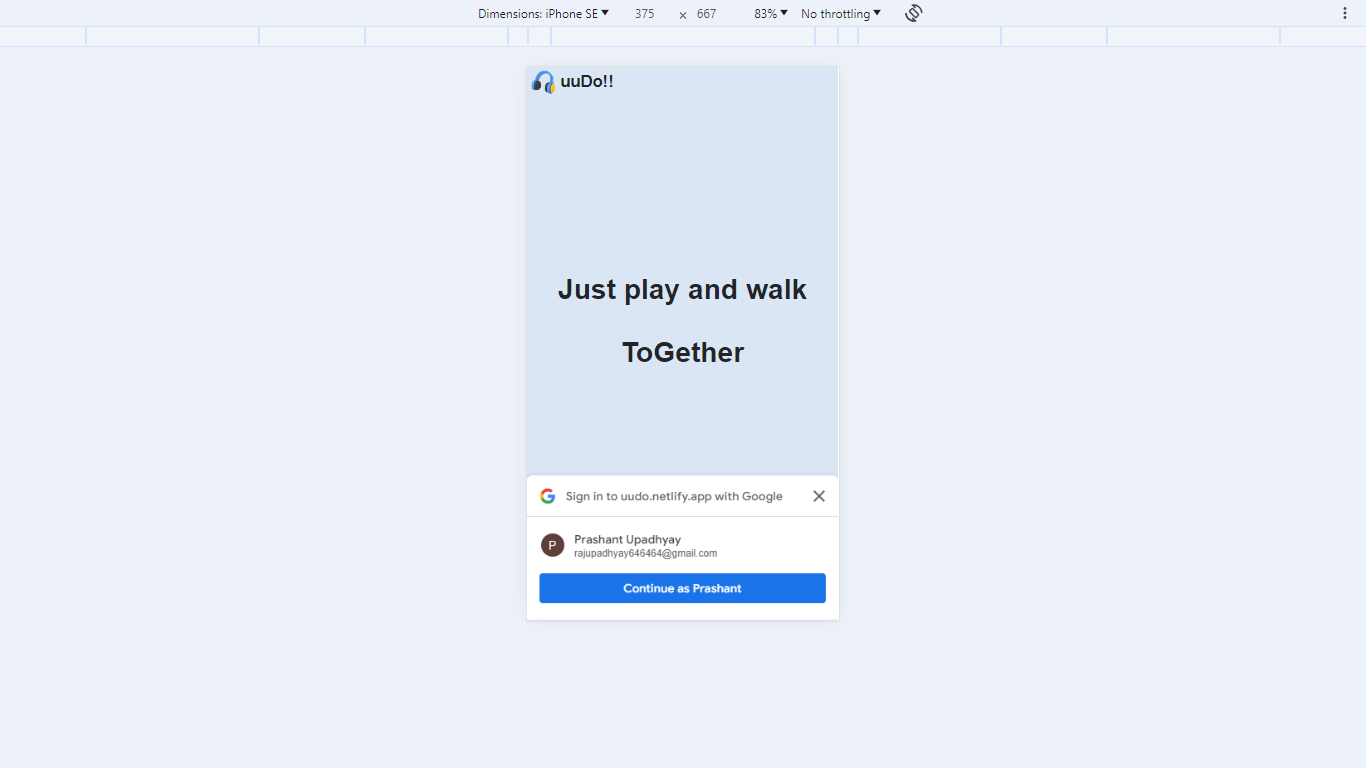 Dimensions: iPhone SE 375 × 667 83% No throttling
uuDo!!
Just play and walk
ToGether
Sign in to uudo.netlify.app with Google
P
Prashant Upadhyay
rajupadhyay646464@gmail.com
Continue as Prashant